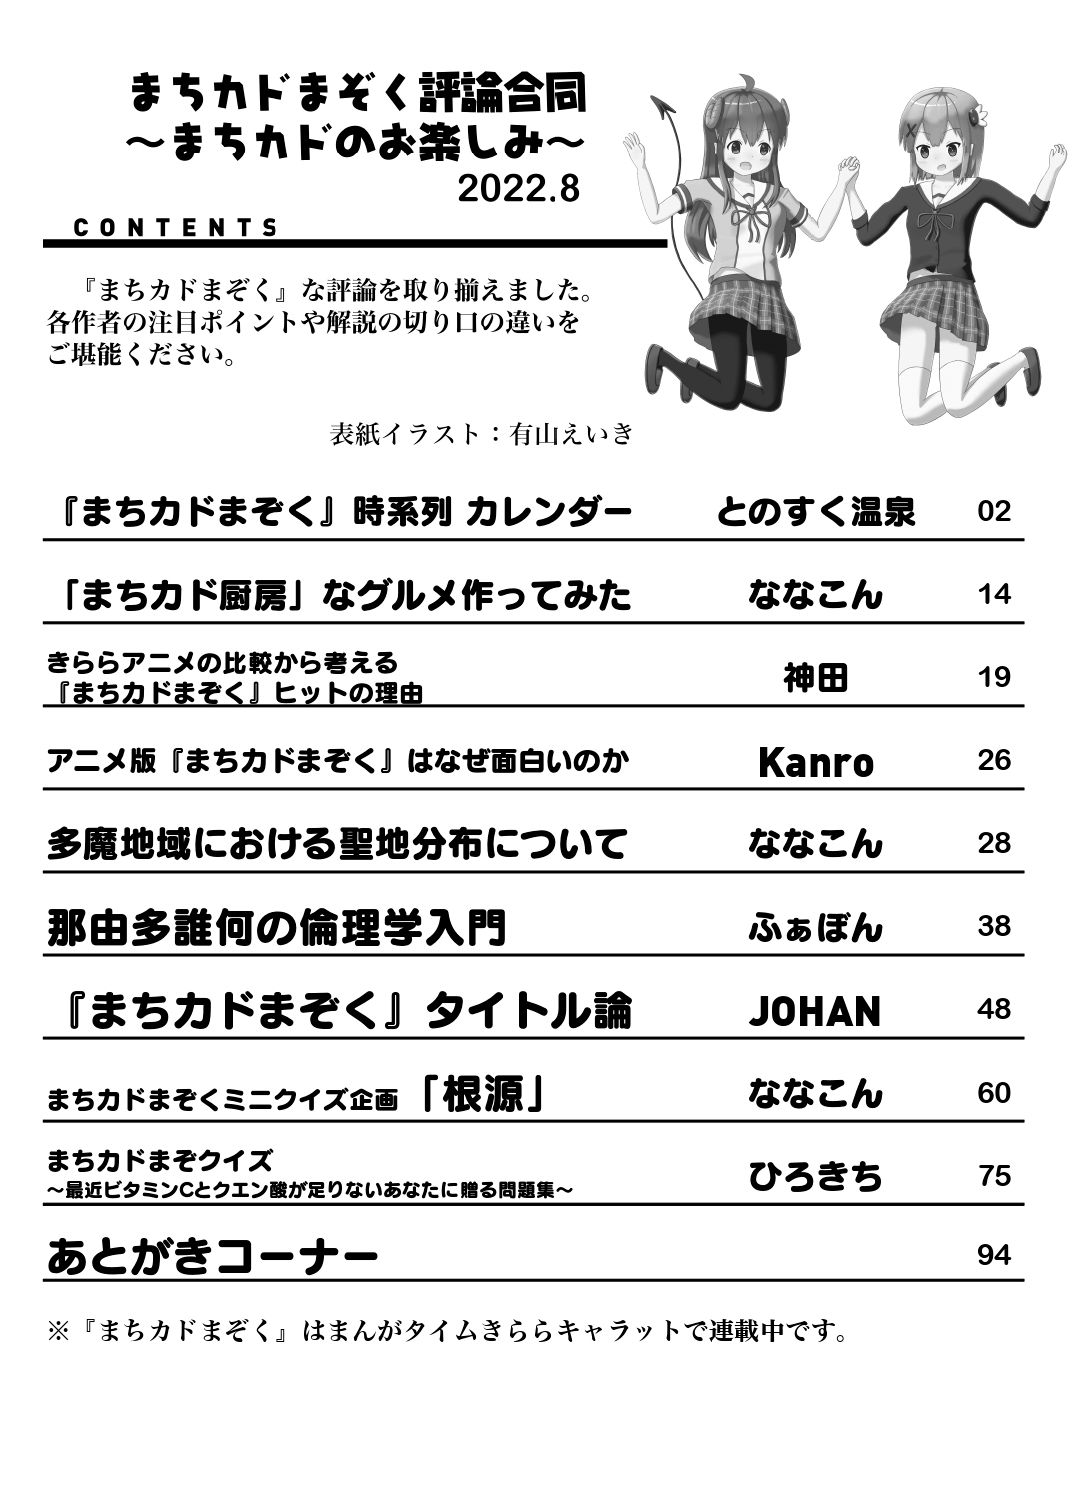 まちカドまぞく評論合同
～まちカドのお楽しみ～
2022.8
CONTENTS
『まちカドまぞく』な評論を取り揃えました。
各作者の注目ポイントや解説の切り口の違いを
ご堪能ください。
表紙イラスト：有山えいき
『まちカドまぞく』時系列 カレンダー とのすく温泉 02
「まちカド厨房」なグルメ作ってみた ななこん 14
きららアニメの比較から考える
『まちカドまぞく』ヒットの理由 神田 19
アニメ版『まちカドまぞく』はなぜ面白いのか Kanro 26
多魔地域における聖地分布について ななこん 28
那由多誰何の倫理学入門 ふぁぼん 38
『まちカドまぞく』タイトル論 JOHAN 48
まちカドまぞくミニクイズ企画「根源」 ななこん 60
まちカドまぞクイズ
～最近ビタミンCとクエン酸が足りないあなたに贈る問題集～ ひろきち 75
あとがきコーナー 94
※『まちカドまぞく』はまんがタイムきららキャラットで連載中です。